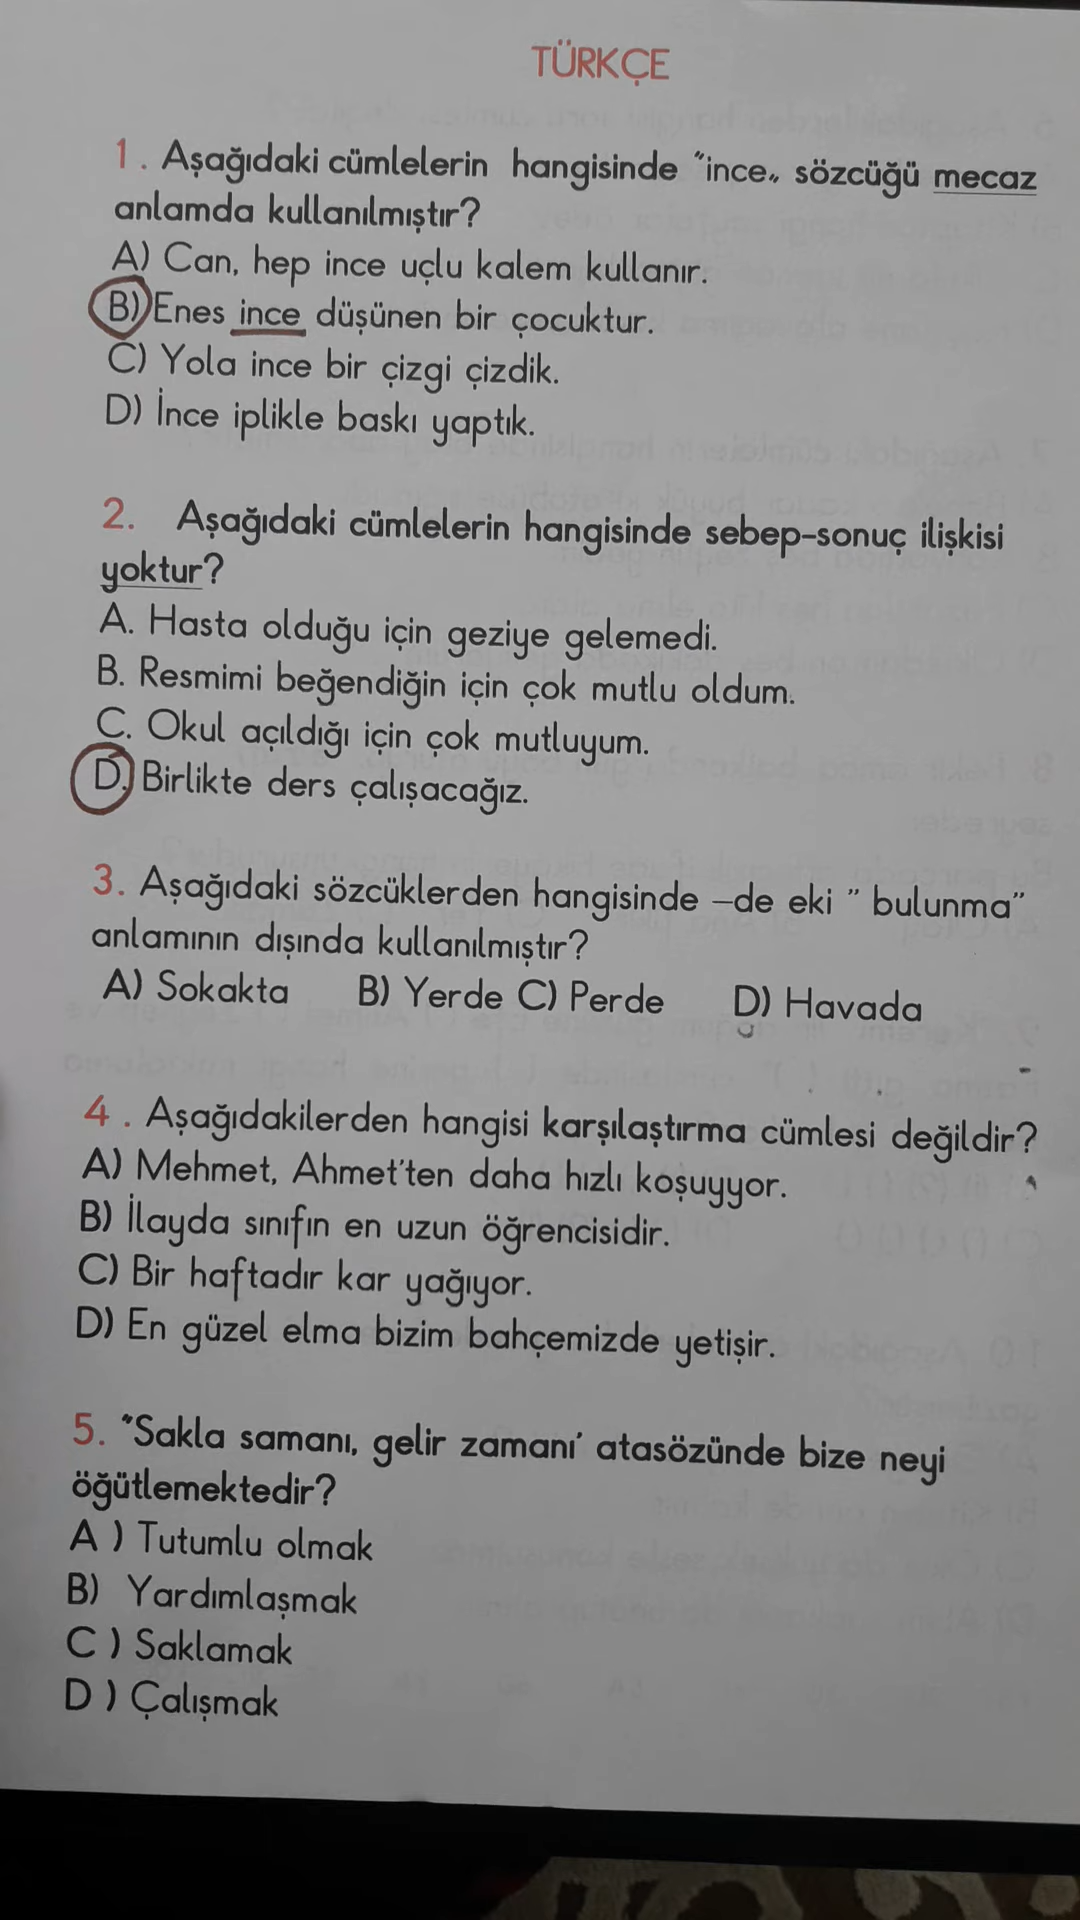 TÜRKÇE
1. Aşağıdaki cümlelerin hangisinde "ince„ sözcüğü mecaz
anlamda kullanılmıştır?
A) Can, hep ince uçlu kalem kullanır.
B) Enes ince düşünen bir çocuktur.
C) Yola ince bir çizgi çizdik.
D) İnce iplikle baskı yaptık.
2. Aşağıdaki cümlelerin hangisinde sebep-sonuç ilişkisi
yoktur?
A. Hasta olduğu için geziye gelemedi.
B. Resmimi beğendiğin için çok mutlu oldum.
C. Okul açıldığı için çok mutluyum.
D. Birlikte ders çalışacağız.
3. Aşağıdaki sözcüklerden hangisinde –de eki " bulunma"
anlamının dışında kullanılmıştır?
A) Sokakta B) Yerde C) Perde D) Havada
4 . Aşağıdakilerden hangisi karşılaştırma cümlesi değildir?
A) Mehmet, Ahmet'ten daha hızlı koşuyyor.
B) İlayda sınıfın en uzun öğrencisidir.
C) Bir haftadır kar yağıyor.
D) En güzel elma bizim bahçemizde yetişir.
5. "Sakla samanı, gelir zamanı' atasözünde bize neyi
öğütlemektedir?
A ) Tutumlu olmak
B) Yardımlaşmak
C ) Saklamak
D ) Çalışmak